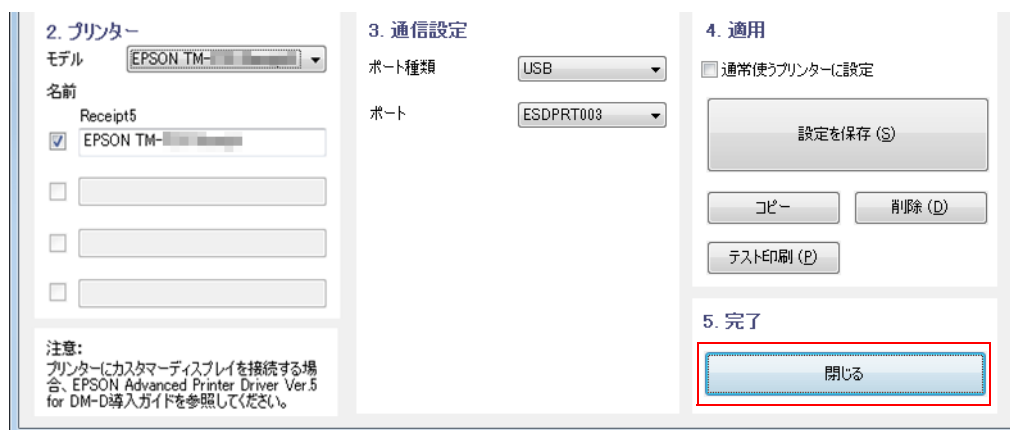 2. プリンター
モデル
EPSON TM-
名前
Receipt5
EPSON TM-
注意:
プリンターにカスタマーディスプレイを接続する場
合、EPSON Advanced Printer Driver Ver.5
for DM-D導入ガイドを参照してください。
3. 通信設定
ポート種類
USB
ポート
ESDPRT003
4. 適用
通常使うプリンターに設定
設定を保存 (S)
コピー
削除 (D)
テスト印刷 (P)
5. 完了
閉じる